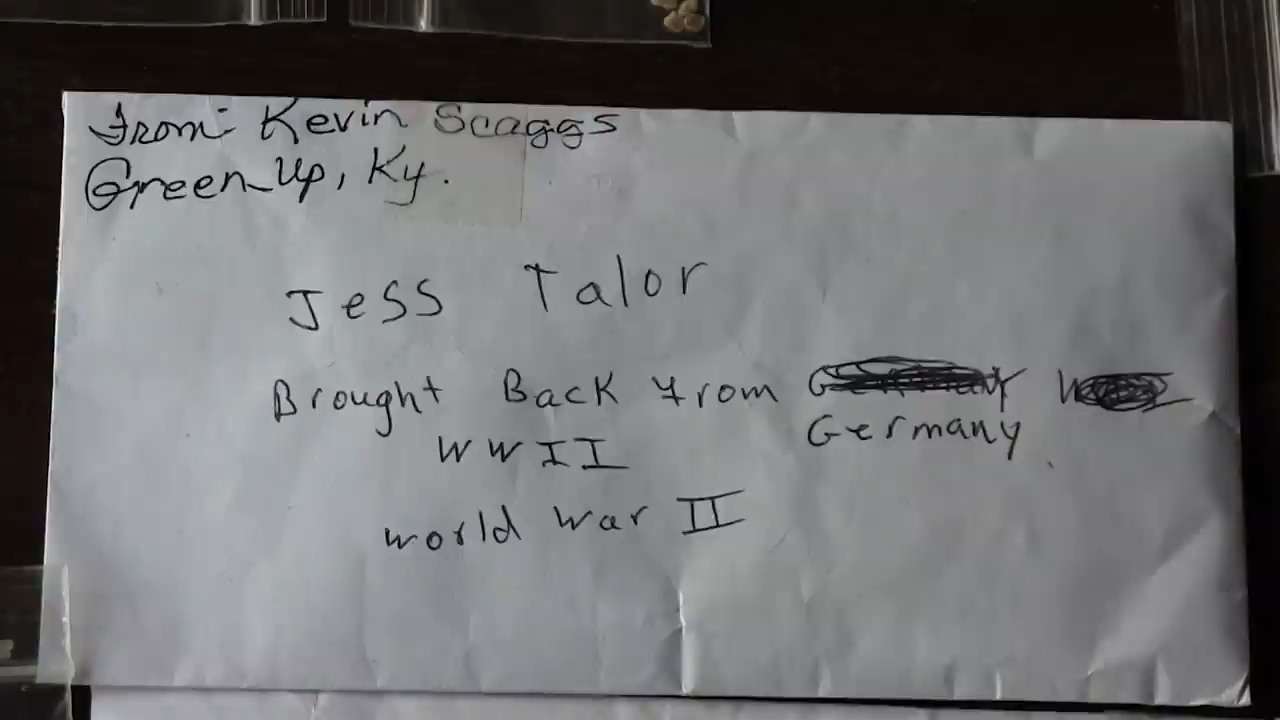 From Kevin Scaggs
Green-Up, Ky.
Jess Talor
Brought Back from
Germany
WWII
World War II